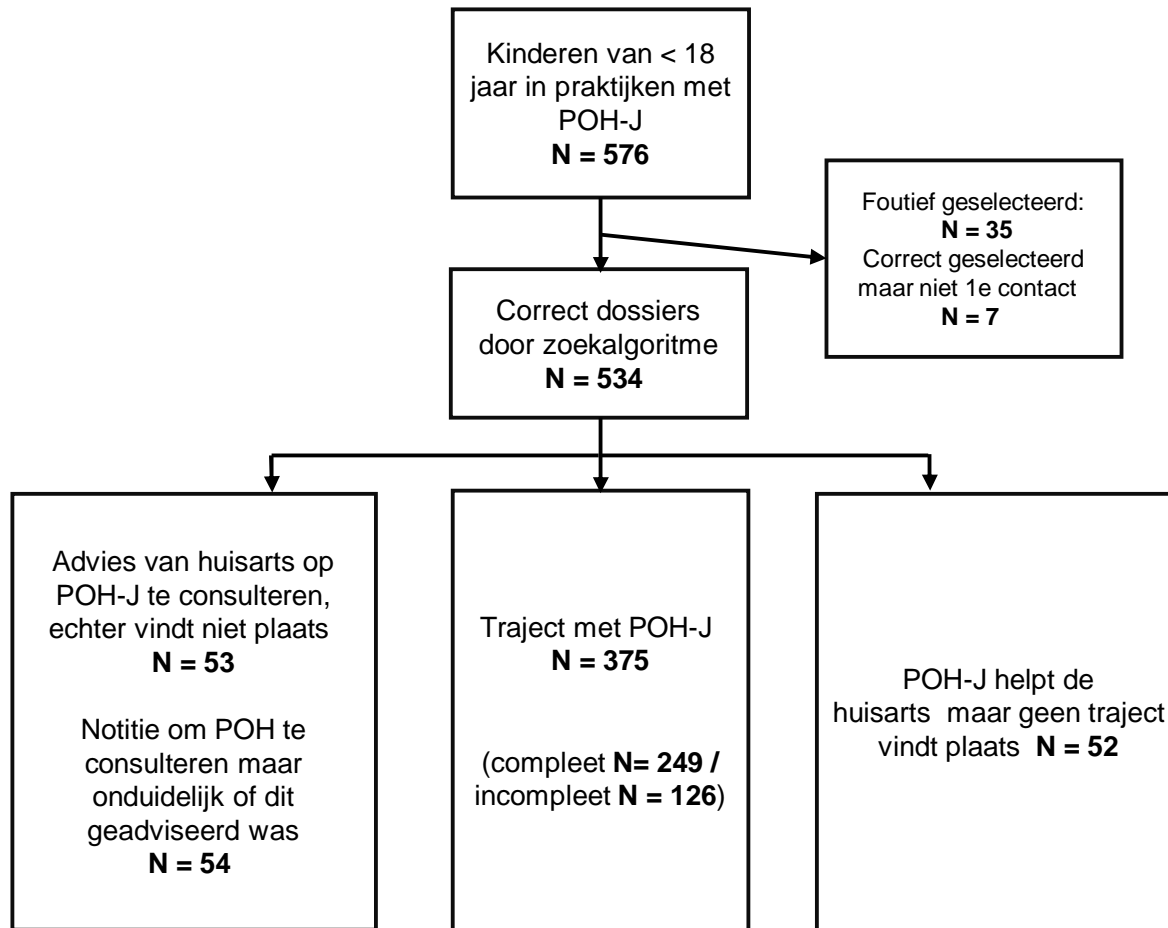 Kinderen van < 18
jaar in praktijken met
POH-J
N = 576
Foutief geselecteerd:
N = 35
Correct geselecteerd
maar niet 1e contact
N = 7
Correct dossiers
door zoekalgoritme
N = 534
Advies van huisarts op
POH-J te consulteren,
echter vindt niet plaats
N = 53
Notitie om POH te
consulteren maar
onduidelijk of dit
geadviseerd was
N = 54
Traject met POH-J
N = 375
(compleet N= 249 /
incompleet N = 126)
POH-J helpt de
huisarts maar geen traject
vindt plaats N = 52